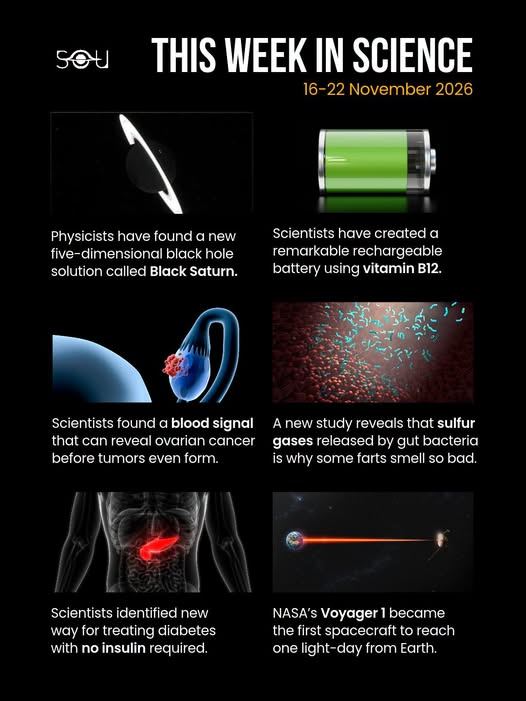 SOU
THIS WEEK IN SCIENCE
16-22 November 2026
Physicists have found a new
five-dimensional black hole
solution called Black Saturn.
Scientists have created a
remarkable rechargeable
battery using vitamin B12.
Scientists found a blood signal
that can reveal ovarian cancer
before tumors even form.
A new study reveals that sulfur
gases released by gut bacteria
is why some farts smell so bad.
Scientists identified new
way for treating diabetes
with no insulin required.
NASA’s Voyager 1 became
the first spacecraft to reach
one light-day from Earth.